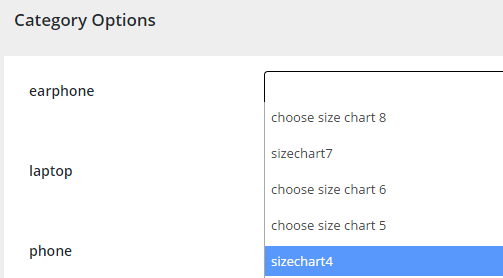 Category Options
earphone
choose size chart 8
sizechart7
laptop
choose size chart 6
choose size chart 5
phone
sizechart4